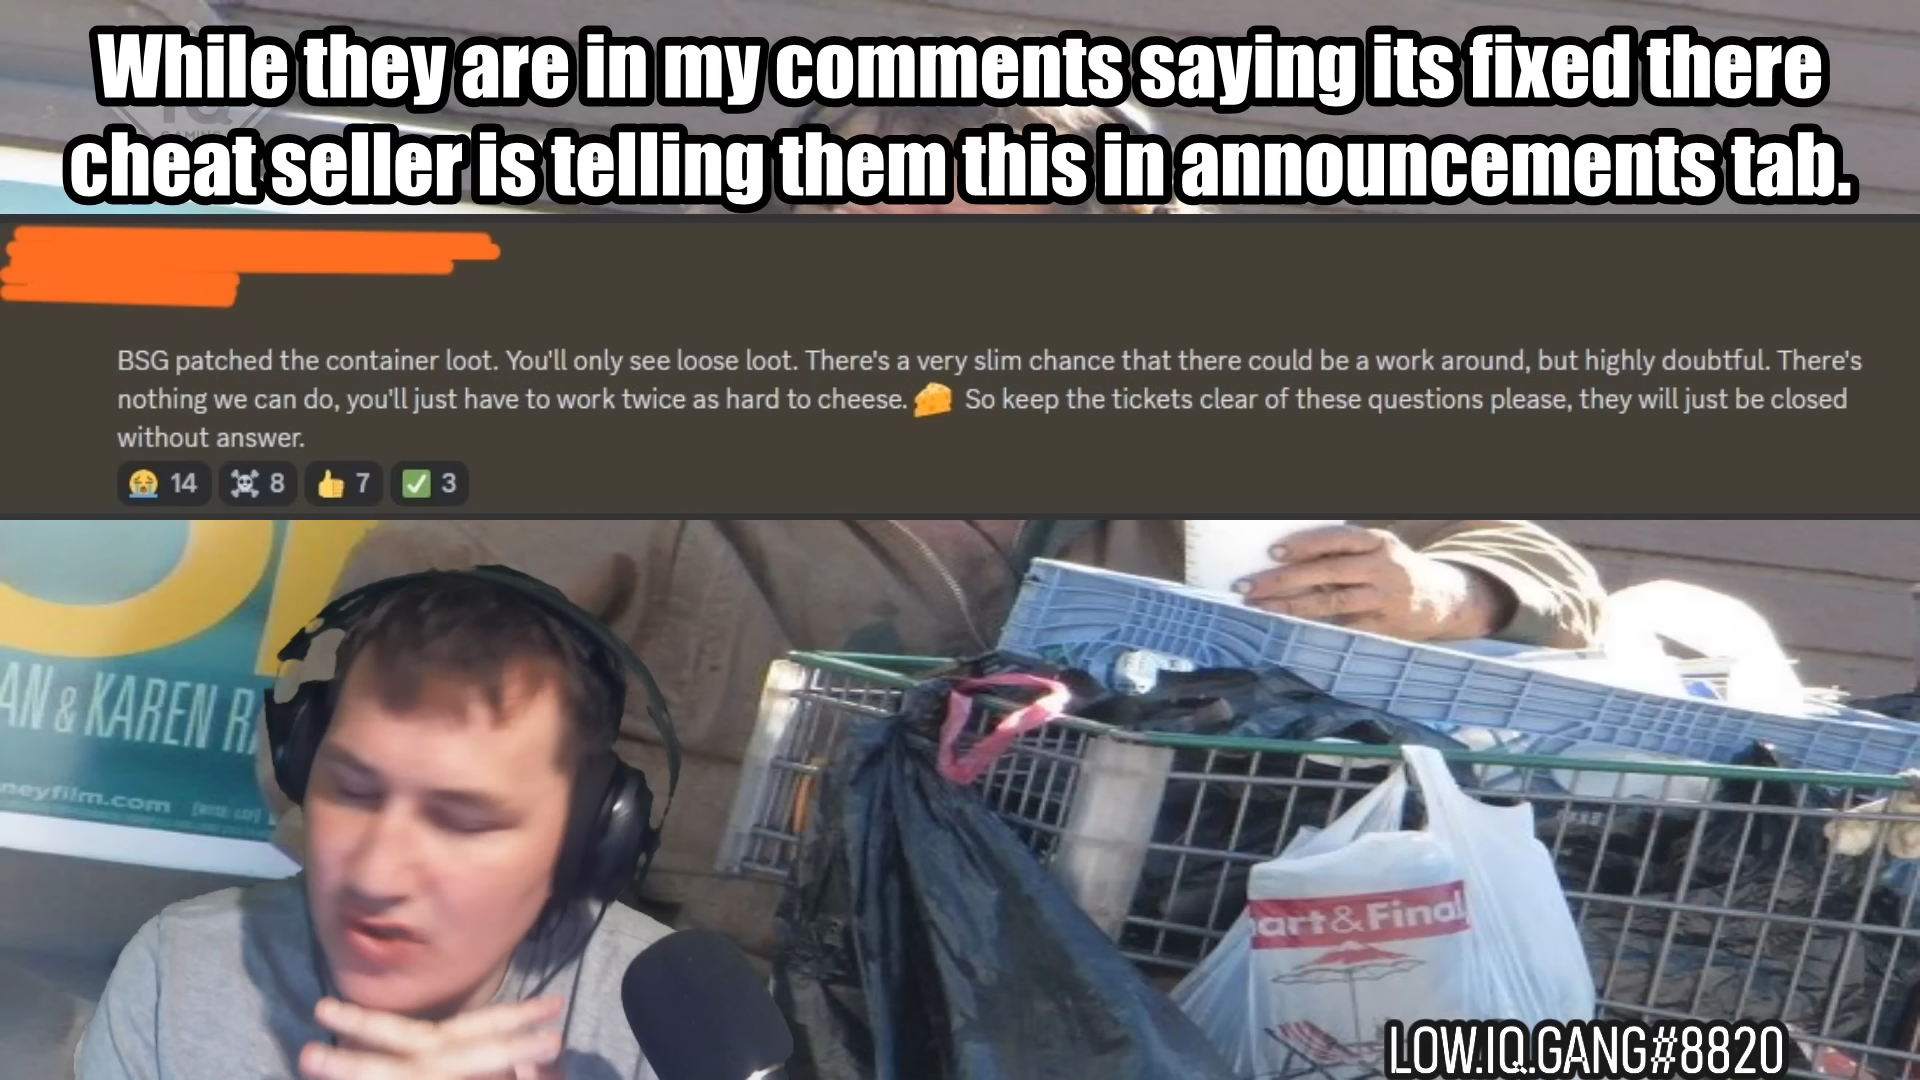 While they are in my comments saying its fixed there
cheat seller is telling them this in announcements tab.
BSG patched the container loot. You'll only see loose loot. There's a very slim chance that there could be a work around, but highly doubtful. There's
nothing we can do, you'll just have to work twice as hard to cheese. 🧀 So keep the tickets clear of these questions please, they will just be closed
without answer.
😭 14 ☠️ 8 👍 7 ✅ 3
AN & KAREN R
neyfilm.com
art&Final
LOW.IQ.GANG#8820